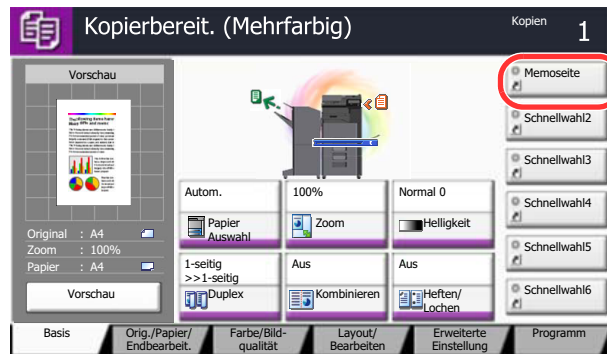 Kopierbereit. (Mehrfarbig)
Kopien
1
Vorschau
Original : A4
Zoom : 100%
Papier : A4
Vorschau
Autom.
Papier
Auswahl
100%
Zoom
Normal 0
Helligkeit
1-seitig
>>1-seitig
Duplex
Aus
Kombinieren
Aus
Heften/
Lochen
Memoseite
Schnellwahl2
Schnellwahl3
Schnellwahl4
Schnellwahl5
Schnellwahl6
Basis
Orig./Papier/
Endbearbeit.
Farbe/Bild-
qualität
Layout/
Bearbeiten
Erweiterte
Einstellung
Programm